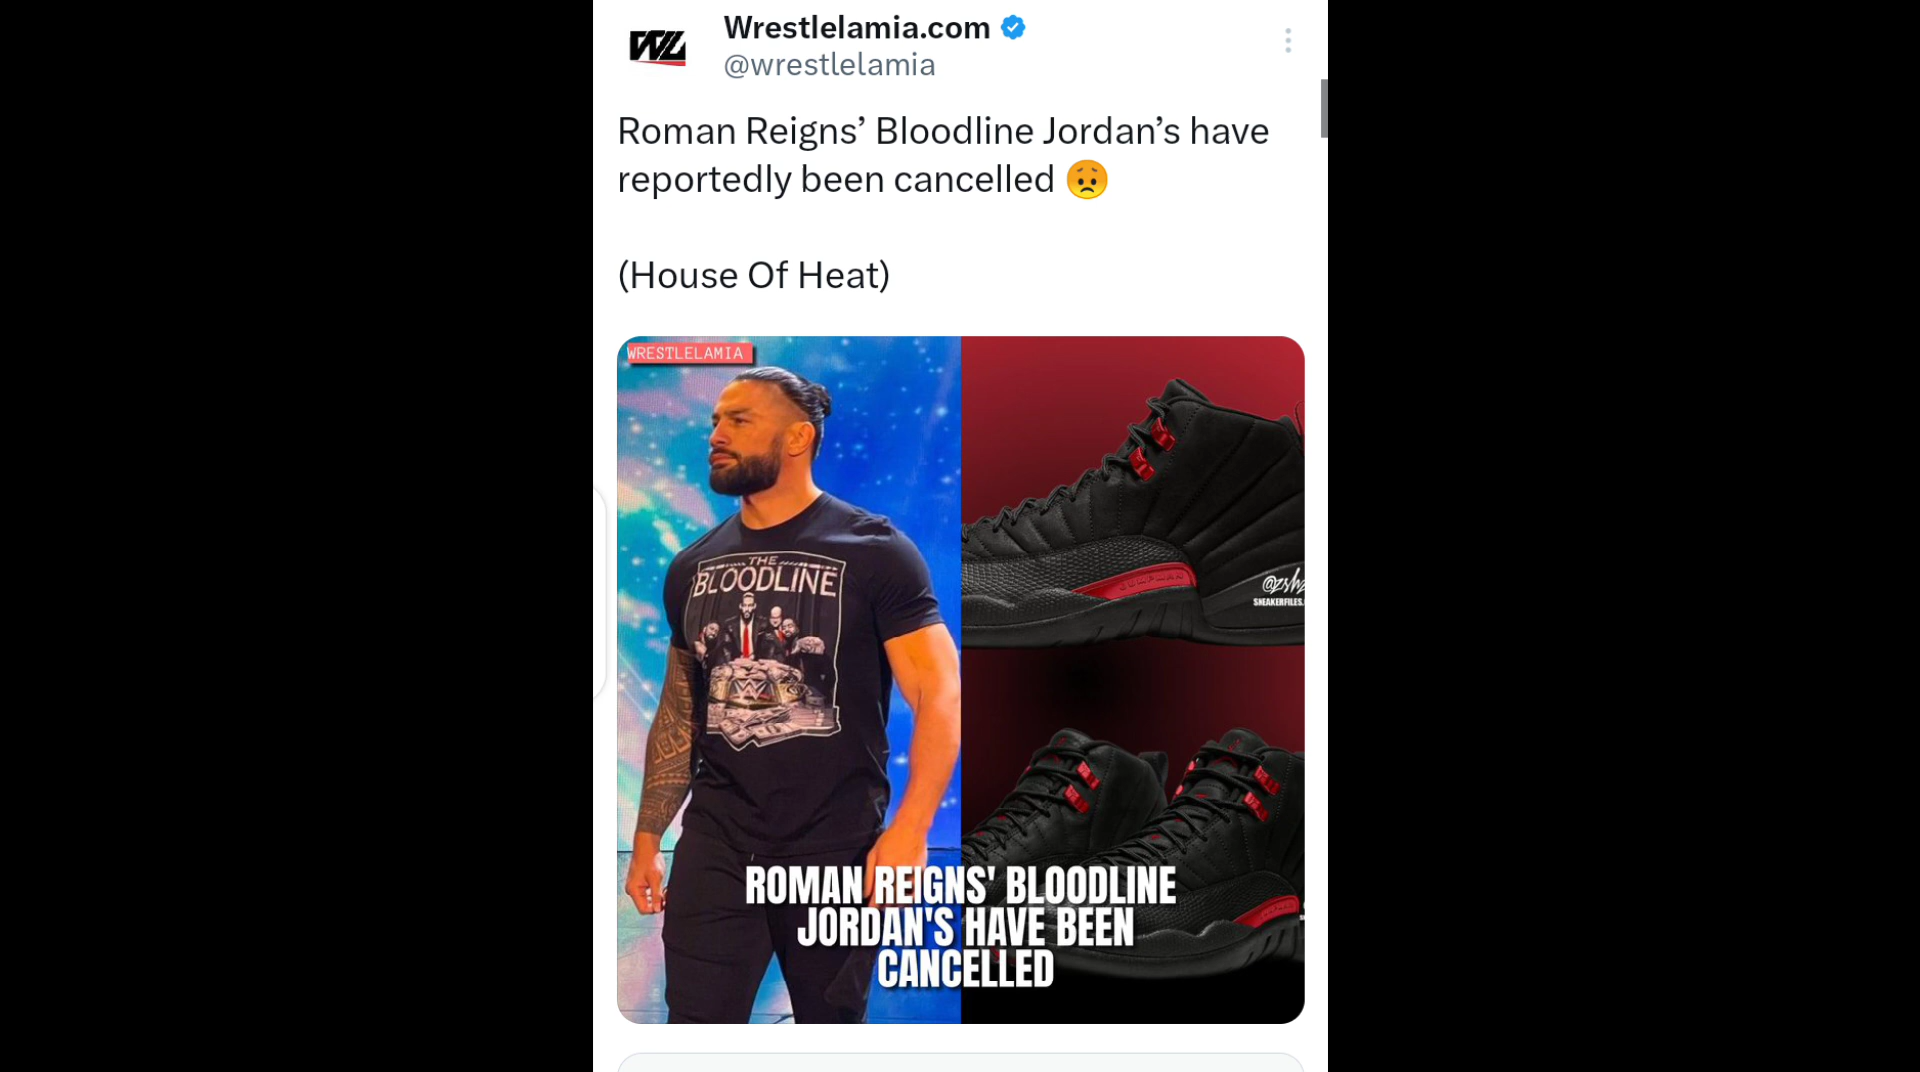 Wrestlelamia.com
@wrestlelamia
Roman Reigns’ Bloodline Jordan’s have
reportedly been cancelled 😞
(House Of Heat)
WRESTLELAMIA
THE
BLOODLINE
SNEAKERFILES.
ROMAN REIGNS' BLOODLINE
JORDAN'S HAVE BEEN
CANCELLED